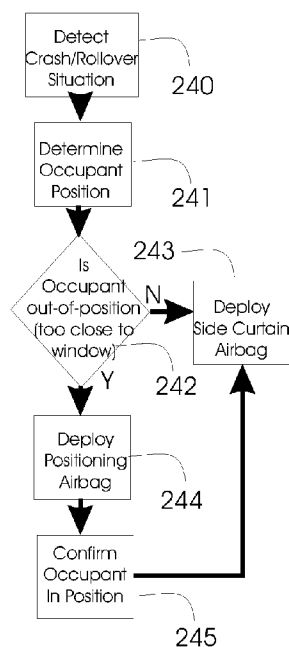 Detect
Crash/Rollover
Situation
240
Determine
Occupant
Position
241
Is
Occupant
out-of-position
(too close to
window)
242
N
Y
243
Deploy
Side Curtain
Airbag
Deploy
Positioning
Airbag
244
Confirm
Occupant
In Position
245